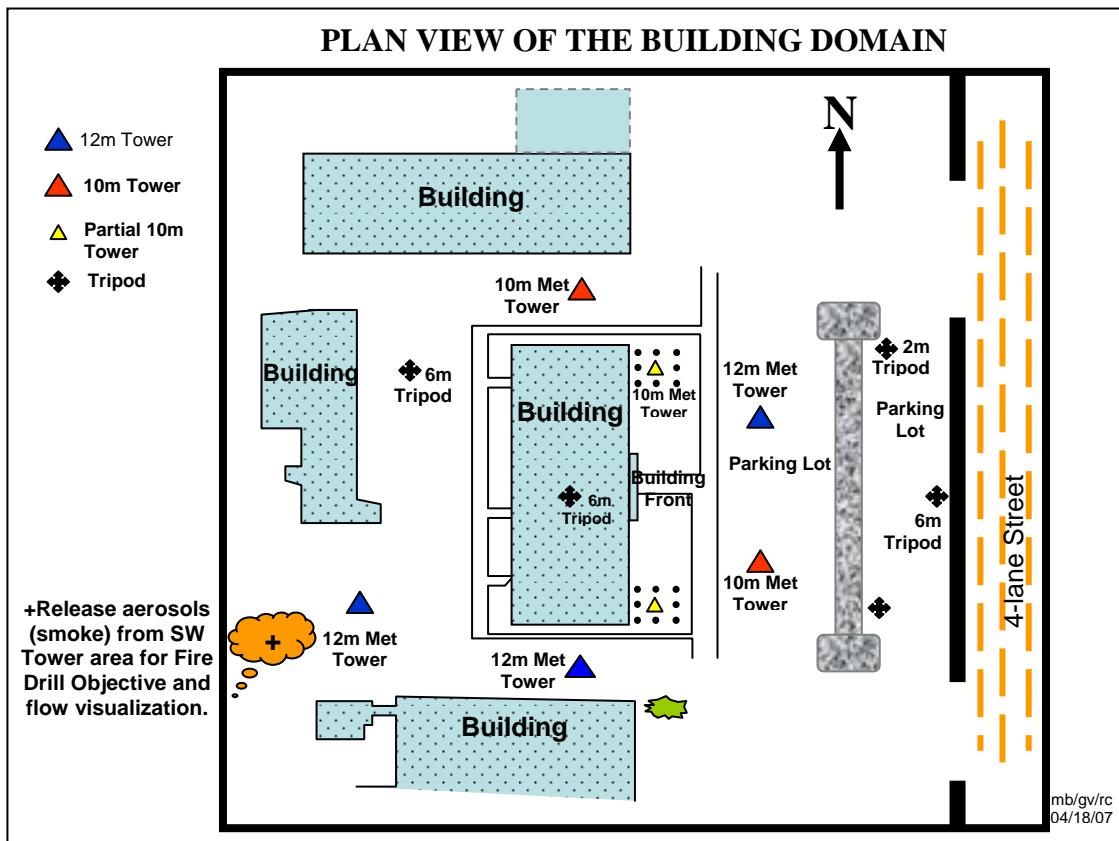 PLAN VIEW OF THE BUILDING DOMAIN
12m Tower
10m Tower
Partial 10m
Tower
Tripod
N
Building
10m Met
Tower
Building
6m
Tripod
Building
10m Met
Tower
12m Met
Tower
2m
Tripod
Parking
Lot
Parking Lot
Building
Front
6m
Tripod
6m
Tripod
4-lane Street
10m Met
Tower
+Release aerosols
(smoke) from SW
Tower area for Fire
Drill Objective and
flow visualization.
+
12m Met
Tower
12m Met
Tower
Building
mb/gv/rc
04/18/07